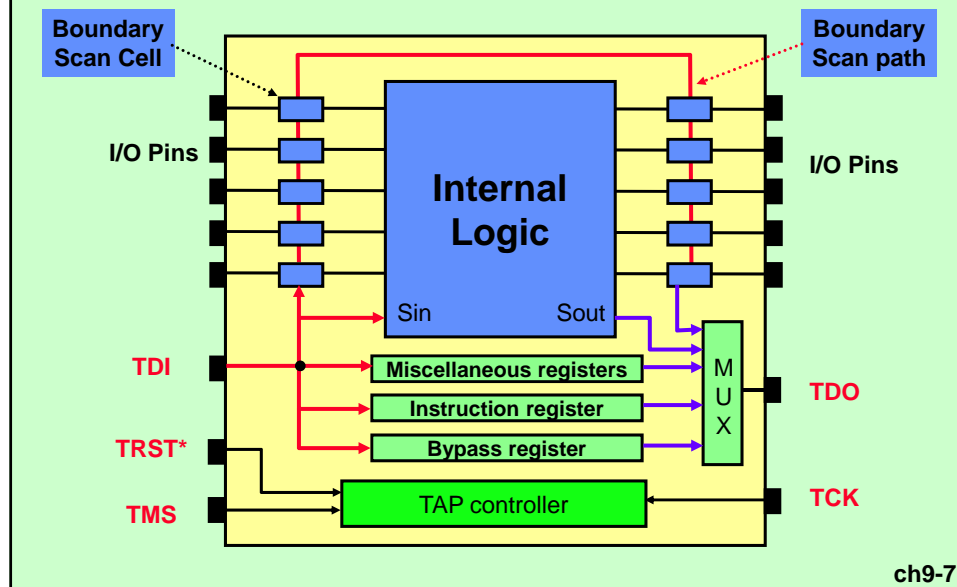 Boundary
Scan Cell
Boundary
Scan path
I/O Pins
I/O Pins
Internal
Logic
Sin
Sout
TDI
Miscellaneous registers
M
U
X
TDO
Instruction register
TRST*
Bypass register
TMS
TAP controller
TCK
ch9-7